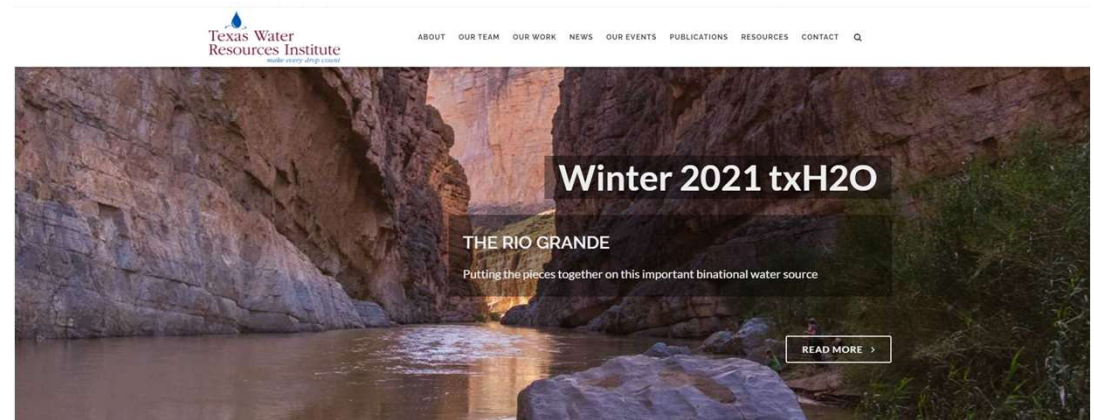 Texas Water
Resources Institute
make every drop count
ABOUT OUR TEAM OUR WORK NEWS OUR EVENTS PUBLICATIONS RESOURCES CONTACT
Winter 2021 txH2O
THE RIO GRANDE
Putting the pieces together on this important binational water source
READ MORE >